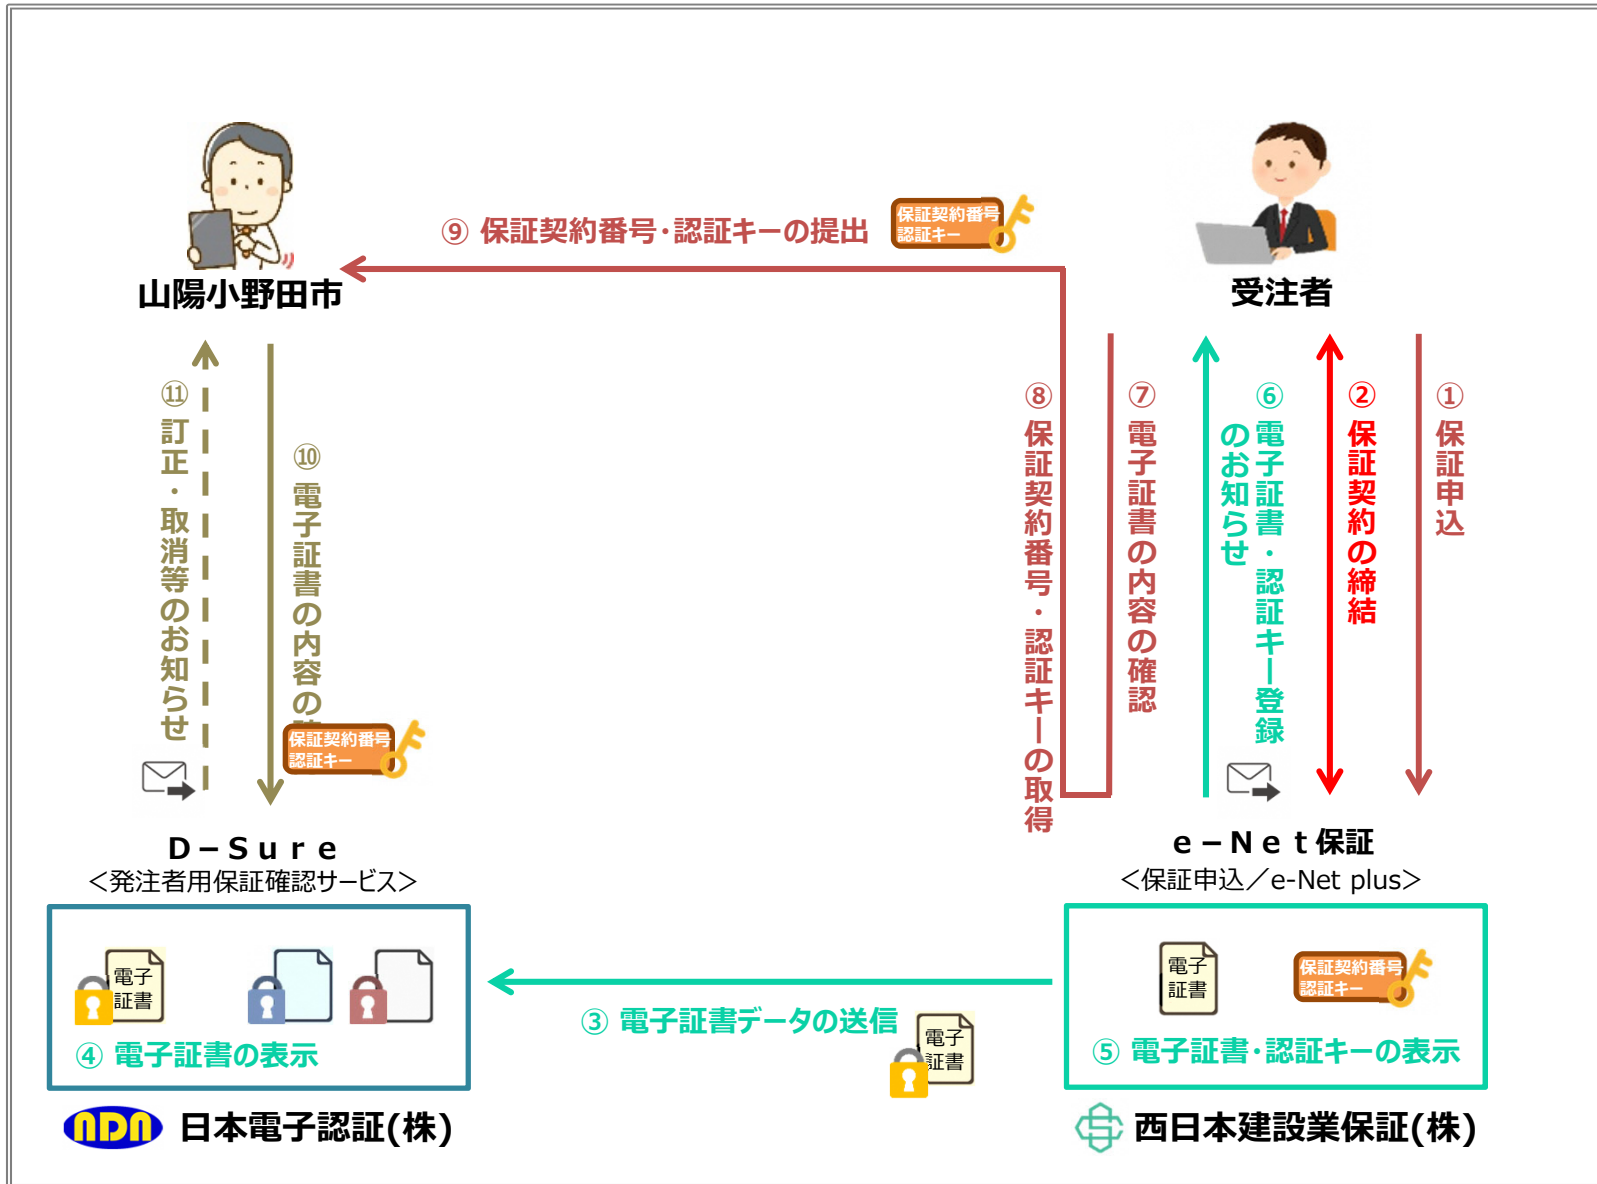 ⑨ 保証契約番号・認証キーの提出
保証契約番号
認証キー
山陽小野田市
受注者
⑪ 訂正・取消等のお知らせ
⑩ 電子証書の内容の
保証契約番号
認証キー
⑧ 保証契約番号・認証キーの取得
⑦ 電子証書の内容の確認
⑥ 電子証書・認証キー登録
のお知らせ
② 保証契約の締結
① 保証申込
D－Sure
<発注者用保証確認サービス>
e－Net保証
<保証申込／e-Net plus>
電子
証書
④ 電子証書の表示
③ 電子証書データの送信
電子
証書
電子
証書
保証契約番号
認証キー
⑤ 電子証書・認証キーの表示
NDN 日本電子認証(株)
西日本建設業保証(株)